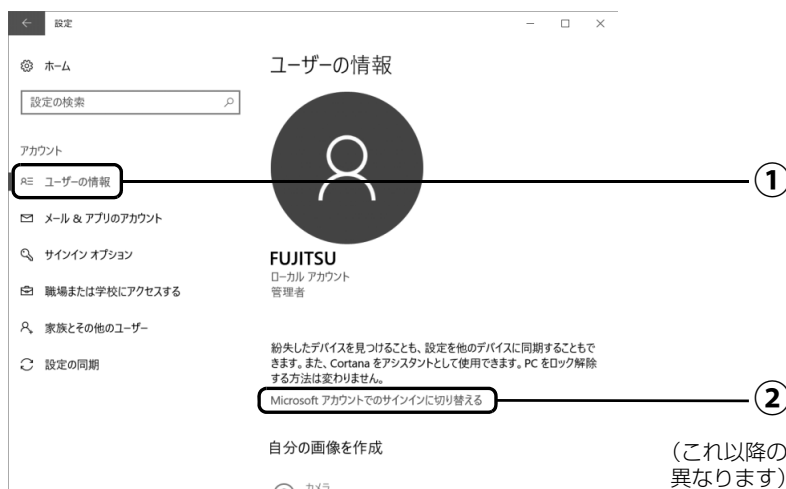 設定
ホーム
設定の検索
アカウント
ユーザーの情報
メール & アプリのアカウント
サインイン オプション
職場または学校にアクセスする
家族とその他のユーザー
設定の同期
ユーザーの情報
FUJITSU
ローカル アカウント
管理者
紛失したデバイスを見つけることも、設定を他のデバイスに同期することもで
きます。また、Cortana をアシスタントとして使用できます。PC をロック解除
する方法は変わりません。
Microsoft アカウントでのサインインに切り替える
自分の画像を作成
カメラ
①
②
(これ以降の
異なります)